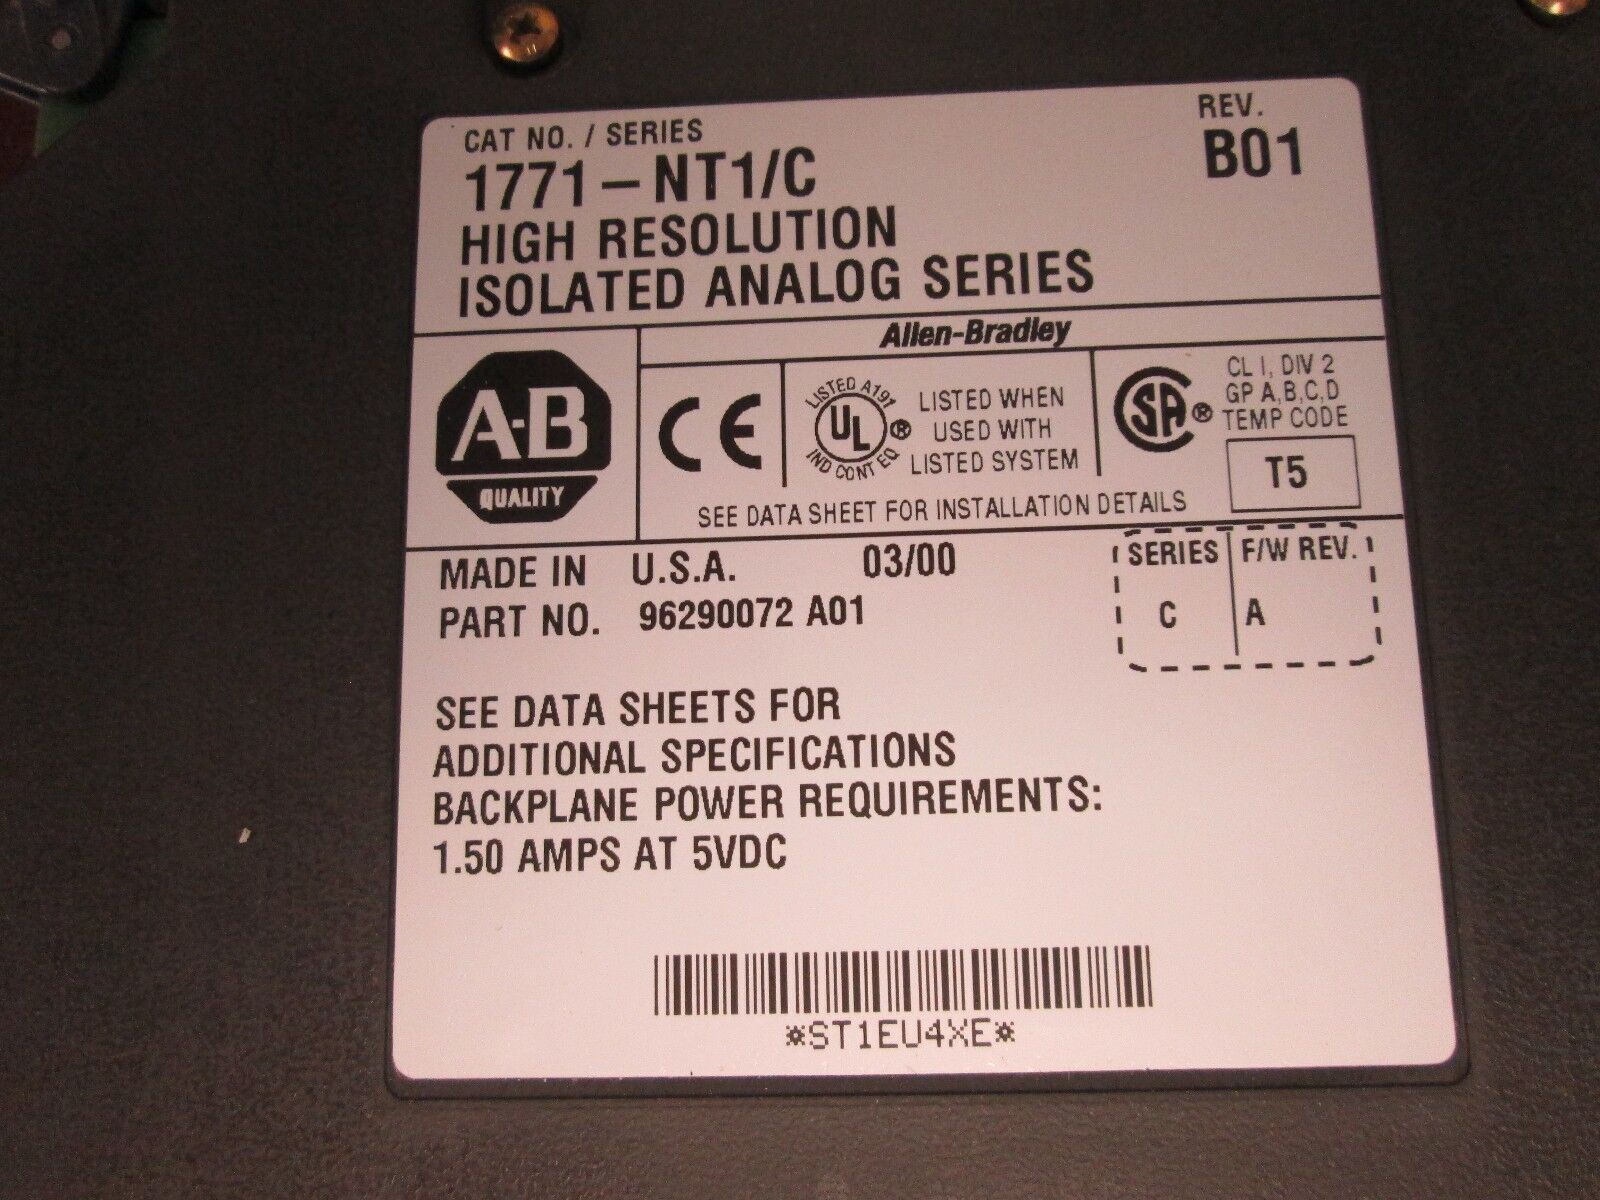 CAT NO. / SERIES
REV.
1771-NT1/C
B01
HIGH RESOLUTION
ISOLATED ANALOG SERIES
Allen-Bradley
A-B
QUALITY
CE
LISTED A197
UL ®
IND CONT EQ
LISTED WHEN
USED WITH
LISTED SYSTEM
SA ®
CL I, DIV 2
GP A,B,C,D
TEMP CODE
T5
SEE DATA SHEET FOR INSTALLATION DETAILS
MADE IN U.S.A. 03/00
PART NO. 96290072 A01
SERIES F/W REV.
C A
SEE DATA SHEETS FOR
ADDITIONAL SPECIFICATIONS
BACKPLANE POWER REQUIREMENTS:
1.50 AMPS AT 5VDC
*ST1EU4XE*